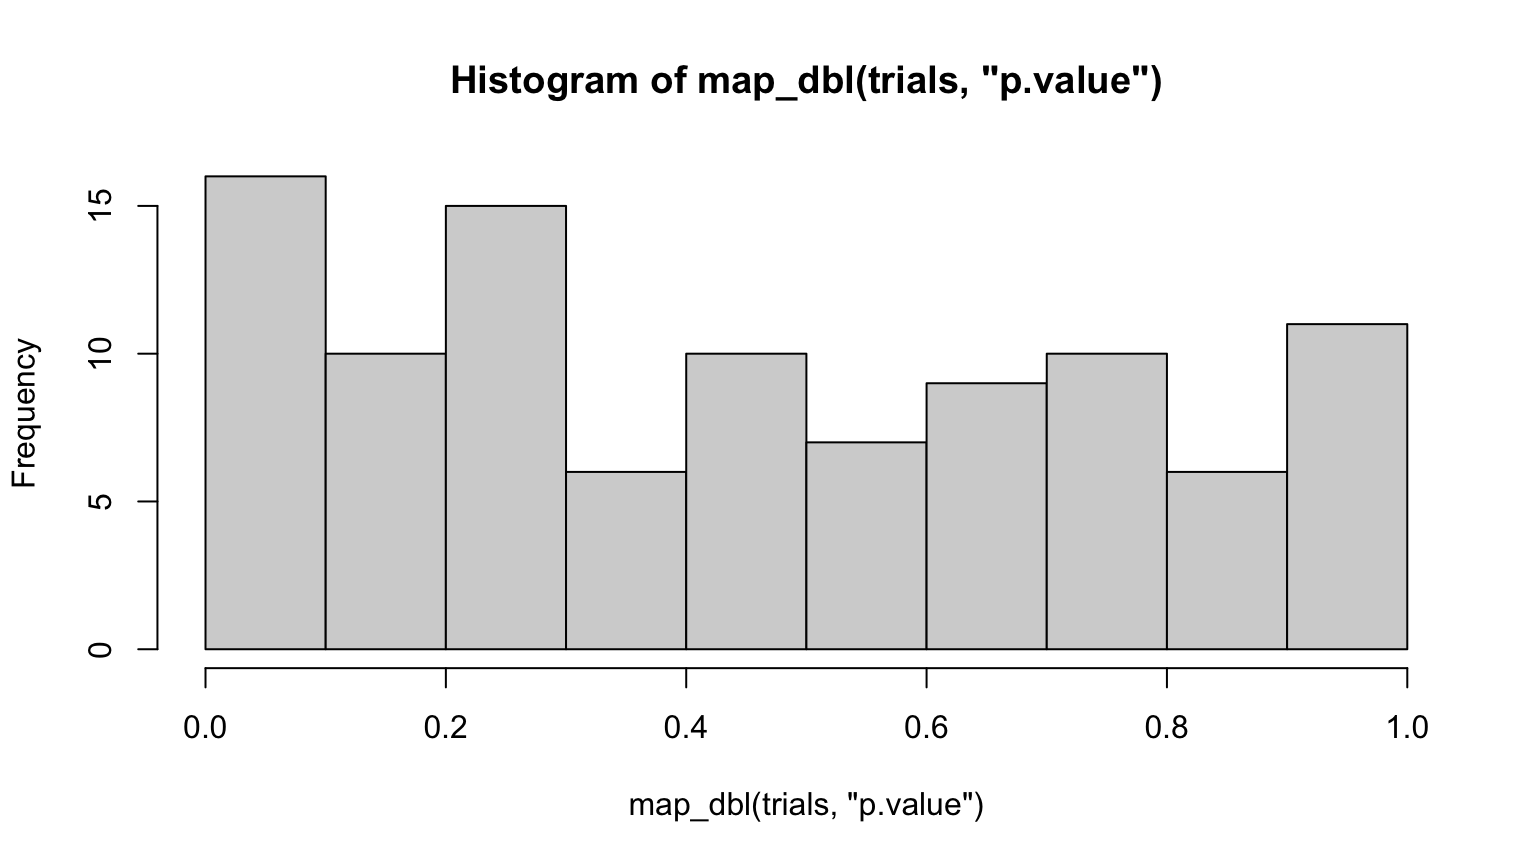 Histogram of map_dbl(trials, "p.value")
Frequency
15
10
5
0
0.0 0.2 0.4 0.6 0.8 1.0
map_dbl(trials, "p.value")